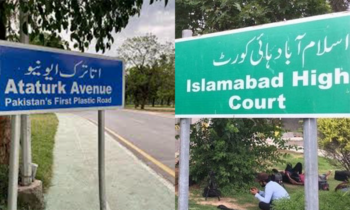 اتاترک ایونیو
Ataturk Avenue
Pakistan's First Plastic Road
اسلام آباد ہائی کورٹ
Islamabad High
Court